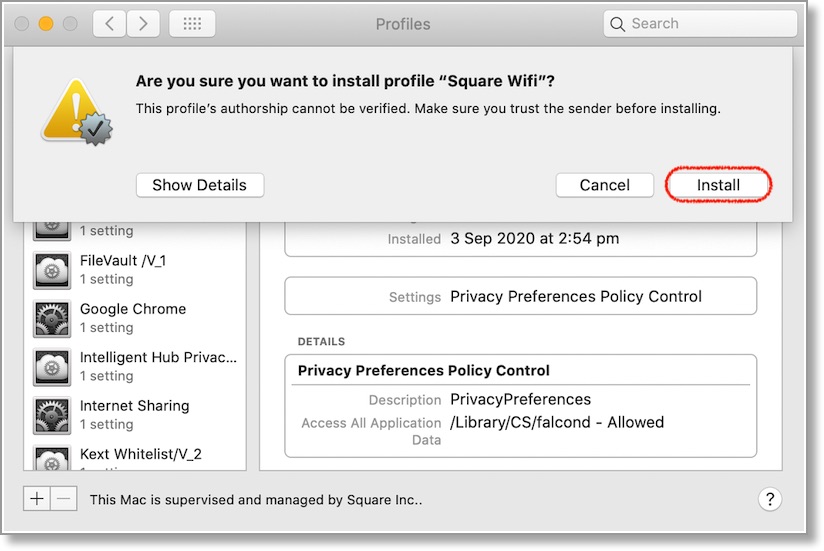 Profiles
Search
Are you sure you want to install profile “Square Wifi”?
This profile's authorship cannot be verified. Make sure you trust the sender before installing.
Show Details
Cancel
Install
1 setting
FileVault /V_1
1 setting
Google Chrome
1 setting
Intelligent Hub Privac...
1 setting
Internet Sharing
1 setting
Kext Whitelist/V_2
Installed 3 Sep 2020 at 2:54 pm
Settings Privacy Preferences Policy Control
DETAILS
Privacy Preferences Policy Control
Description PrivacyPreferences
Access All Application /Library/CS/falcond - Allowed
Data
+ − This Mac is supervised and managed by Square Inc..
?